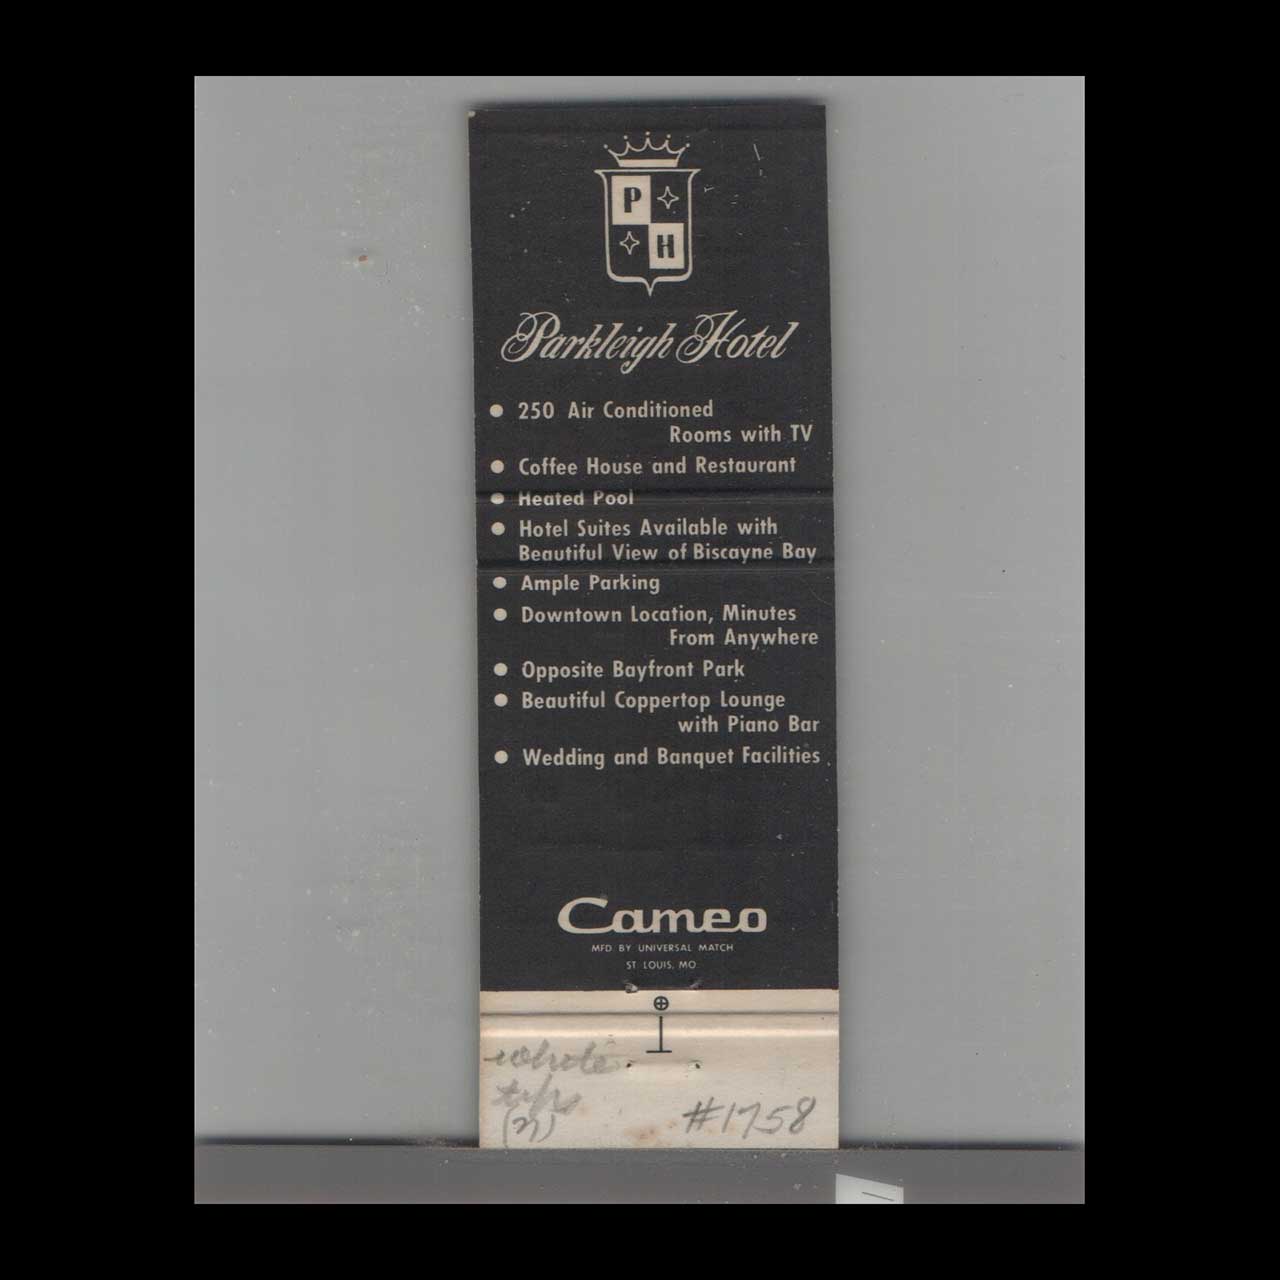 P
H
Parkleigh Hotel
● 250 Air Conditioned
Rooms with TV
● Coffee House and Restaurant
● Heated Pool
● Hotel Suites Available with
Beautiful View of Biscayne Bay
● Ample Parking
● Downtown Location, Minutes
From Anywhere
● Opposite Bayfront Park
● Beautiful Coppertop Lounge
with Piano Bar
● Wedding and Banquet Facilities
Cameo
MFD. BY UNIVERSAL MATCH
ST. LOUIS, MO.
white
tips
#1758